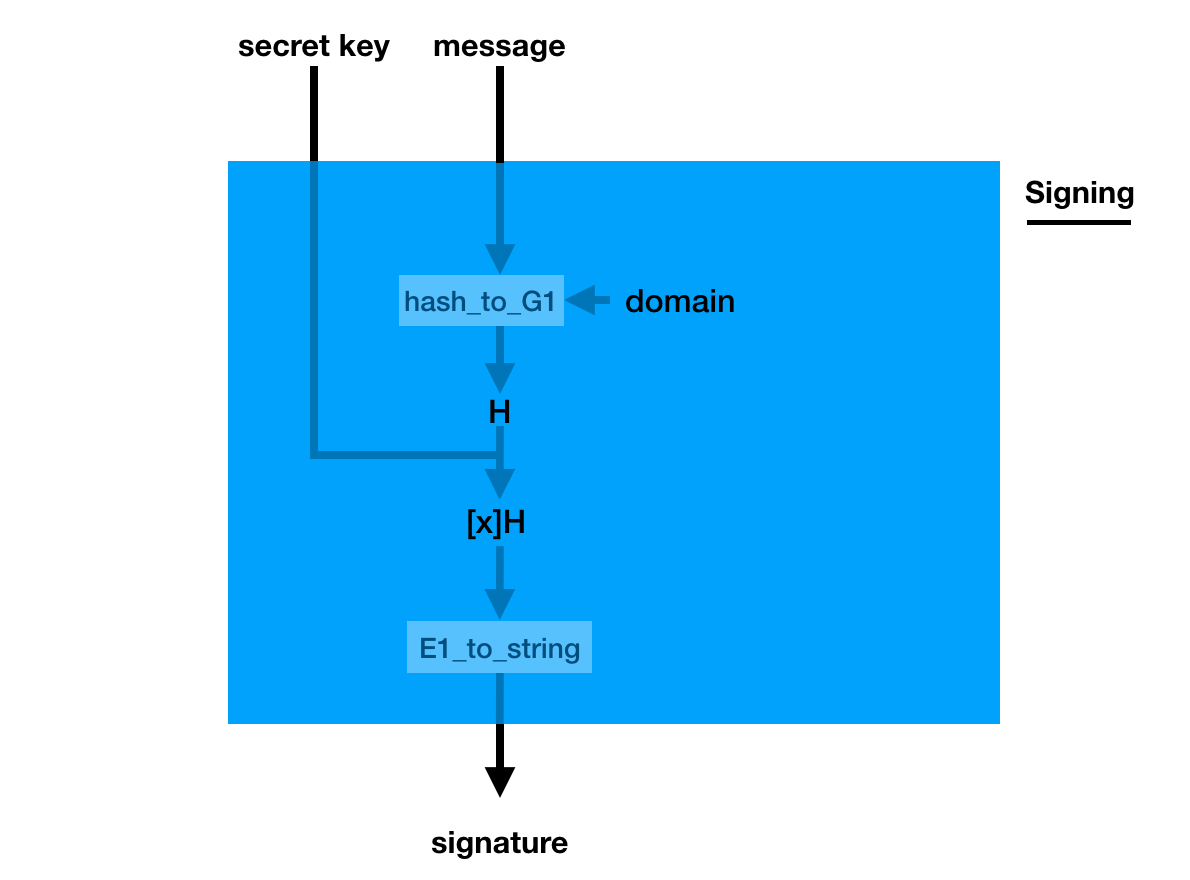 secret key
message
Signing
hash_to_G1
domain
H
[x]H
E1_to_string
signature